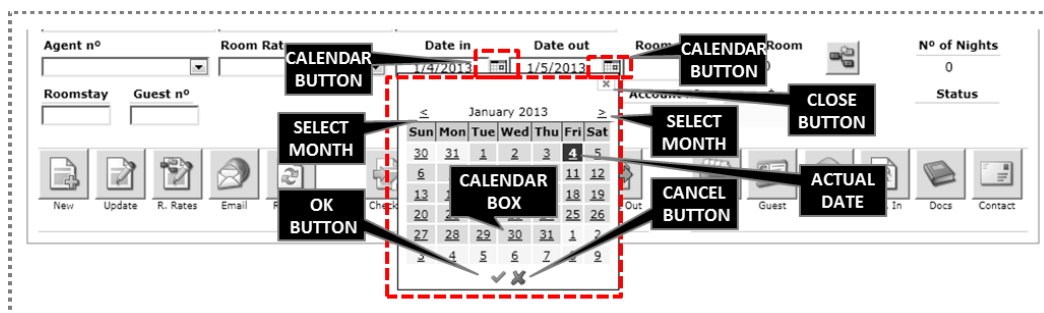 Agent nº
Room Rat
Date in
Date out
Room
Room
Nº of Nights
1/4/2013
1/5/2013
0
CALENDAR
BUTTON
CALENDAR
BUTTON
Roomstay
Guest nº
Account
Status
CLOSE
BUTTON
< January 2013 >
SELECT
MONTH
SELECT
MONTH
Sun Mon Tue Wed Thu Fri Sat
30 31 1 2 3 4 5
6 11 12
13 18 19
20 25 26
27 28 29 30 31 1 2
3 4 5 6 7 8 9
CALENDAR
BOX
ACTUAL
DATE
OK
BUTTON
CANCEL
BUTTON
New
Update
R. Rates
Email
Check
Out
Guest
In
Docs
Contact